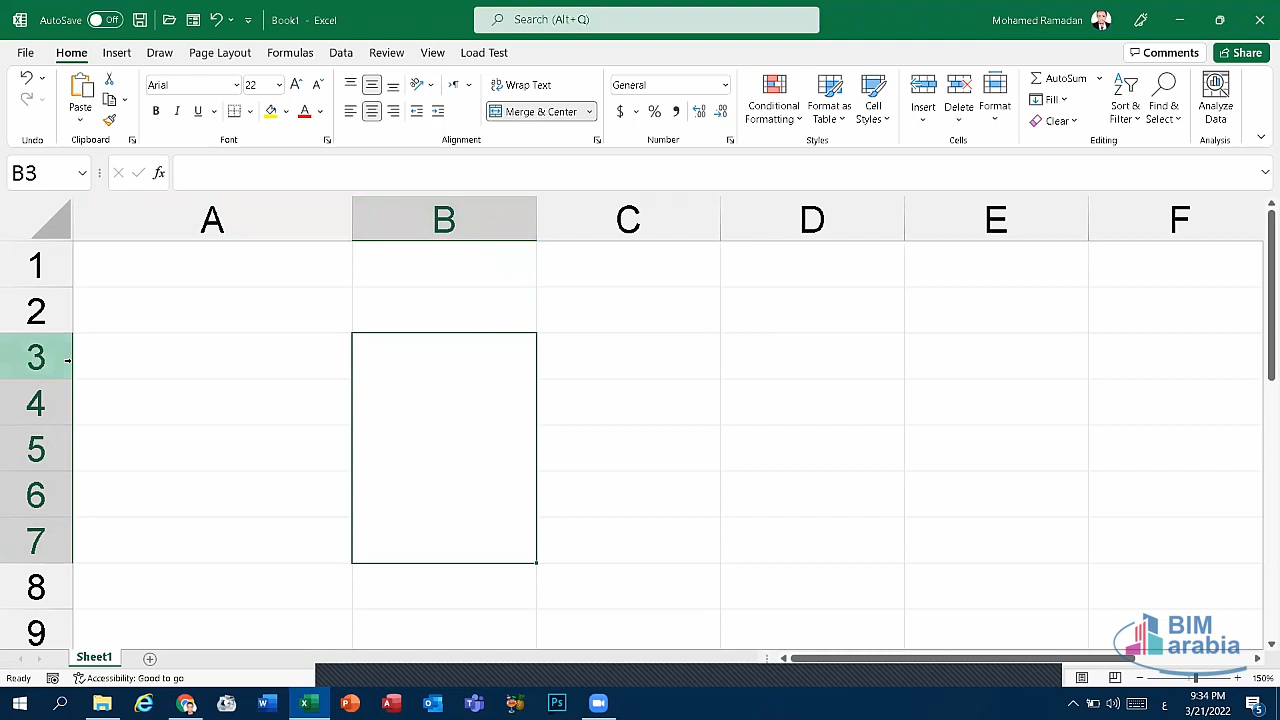 AutoSave Off Book1 - Excel Search (Alt+Q) Mohamed Ramadan
File Home Insert Draw Page Layout Formulas Data Review View Load Test Comments Share
Arial 22 Wrap Text General AutoSum
Paste B I U A Merge & Center $ % Conditional Formatting Format as Table Cell Styles Insert Delete Format Fill Clear Sort & Filter Find & Select Analyze Data
Undo Clipboard Font Alignment Number Styles Cells Editing Analysis
B3 fx
A B C D E F
1
2
3
4
5
6
7
8
9
BIM
arabia
Sheet1
Ready Accessibility: Good to go 150%
9:34 PM
3/21/2022